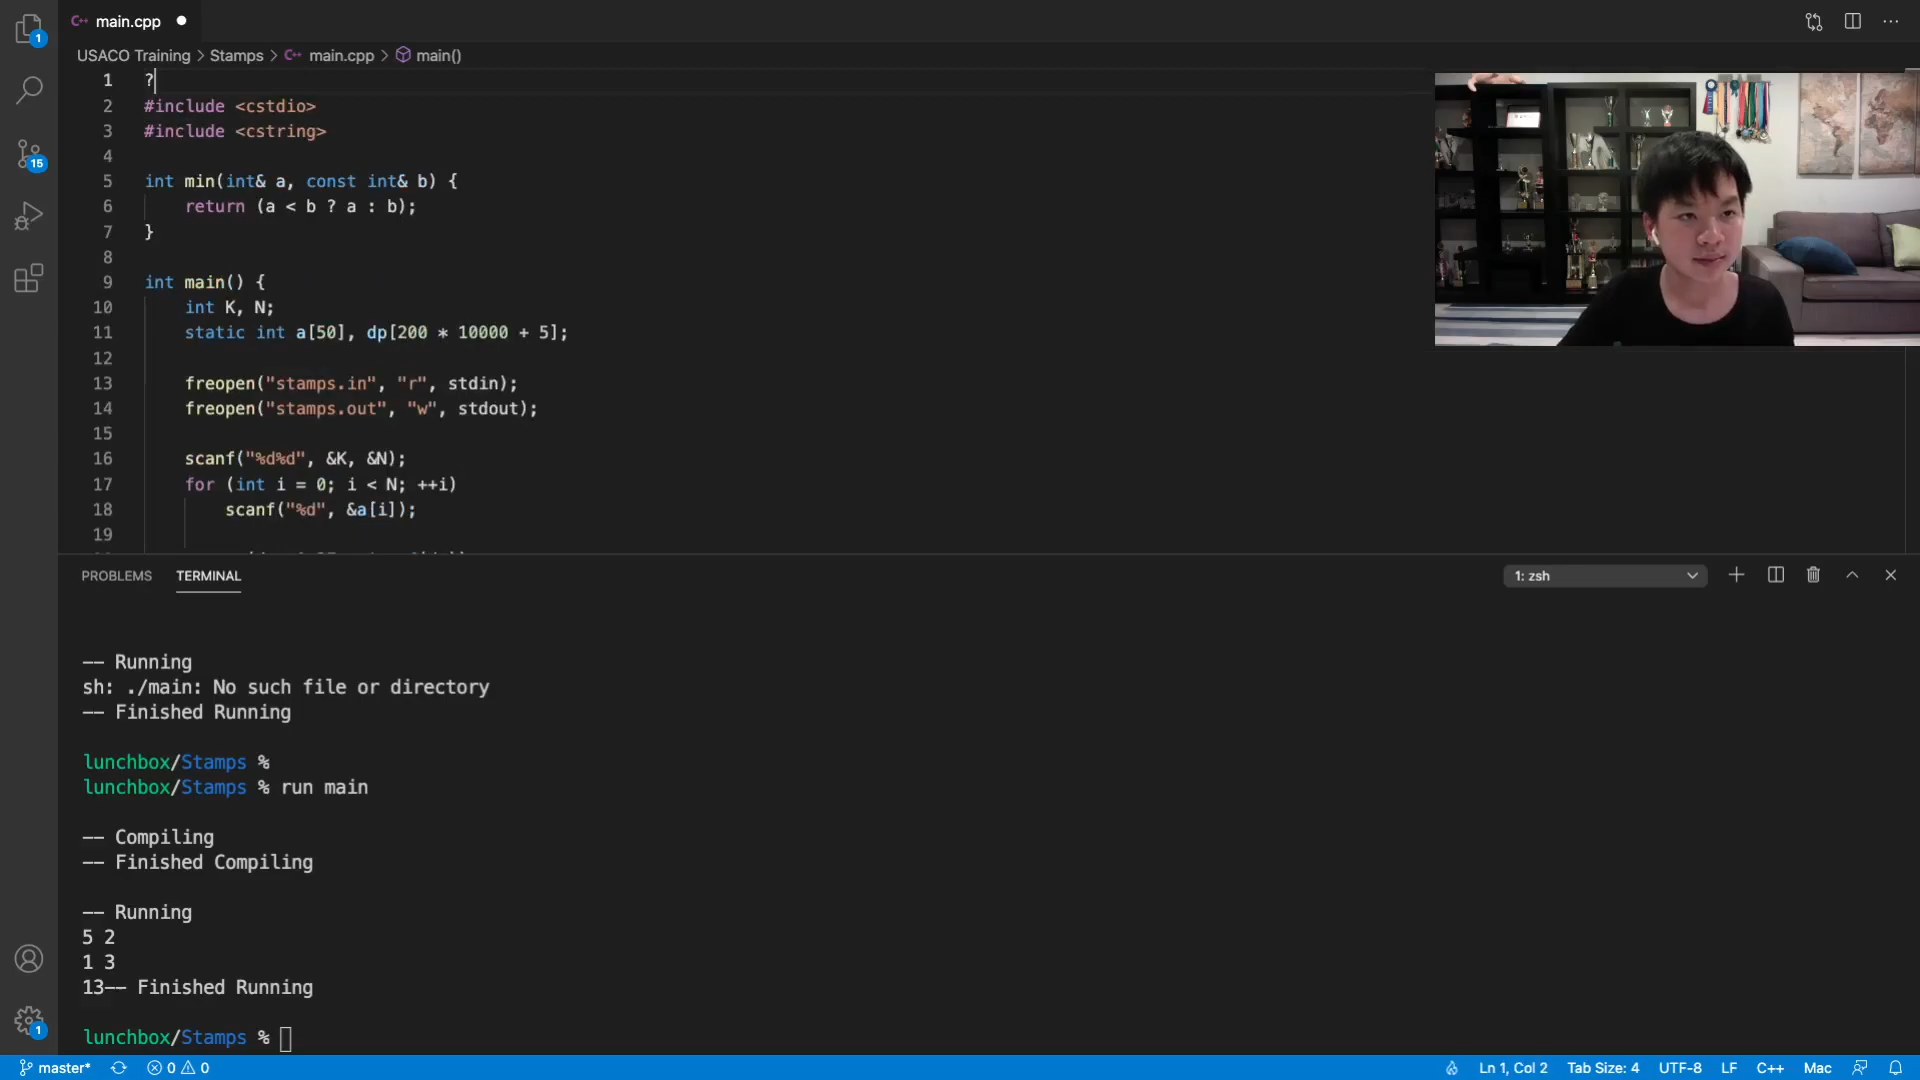 1
main.cpp
USACO Training > Stamps > main.cpp > main()
1 ?
2 #include <cstdio>
3 #include <cstring>
4
5 int min(int& a, const int& b) {
6 return (a < b ? a : b);
7 }
8
9 int main() {
10 int K, N;
11 static int a[50], dp[200 * 10000 + 5];
12
13 freopen("stamps.in", "r", stdin);
14 freopen("stamps.out", "w", stdout);
15
16 scanf("%d%d", &K, &N);
17 for (int i = 0; i < N; ++i)
18 scanf("%d", &a[i]);
19
15
PROBLEMS TERMINAL
1: zsh
-- Running
sh: ./main: No such file or directory
-- Finished Running
lunchbox/Stamps %
lunchbox/Stamps % run main
-- Compiling
-- Finished Compiling
-- Running
5 2
1 3
13-- Finished Running
lunchbox/Stamps %
1
master* 0 0 Ln 1, Col 2 Tab Size: 4 UTF-8 LF C++ Mac